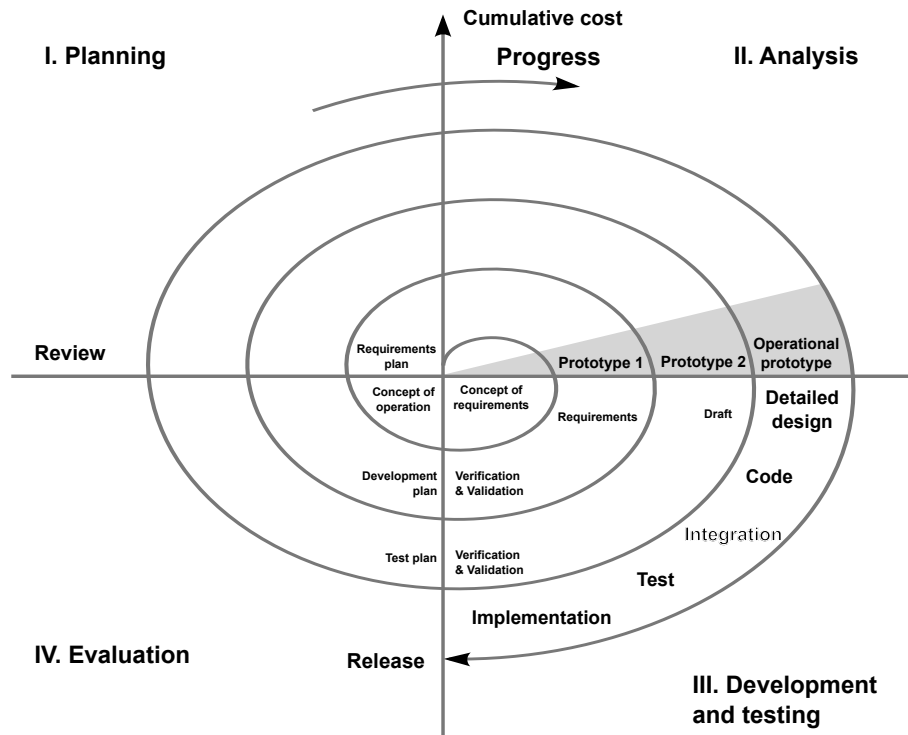 Cumulative cost
I. Planning
Progress
II. Analysis
Review
Requirements
plan
Prototype 1
Prototype 2
Operational
prototype
Concept of
operation
Concept of
requirements
Requirements
Draft
Detailed
design
Development
plan
Verification
& Validation
Code
Integration
Test plan
Verification
& Validation
Test
Implementation
IV. Evaluation
Release
III. Development
and testing